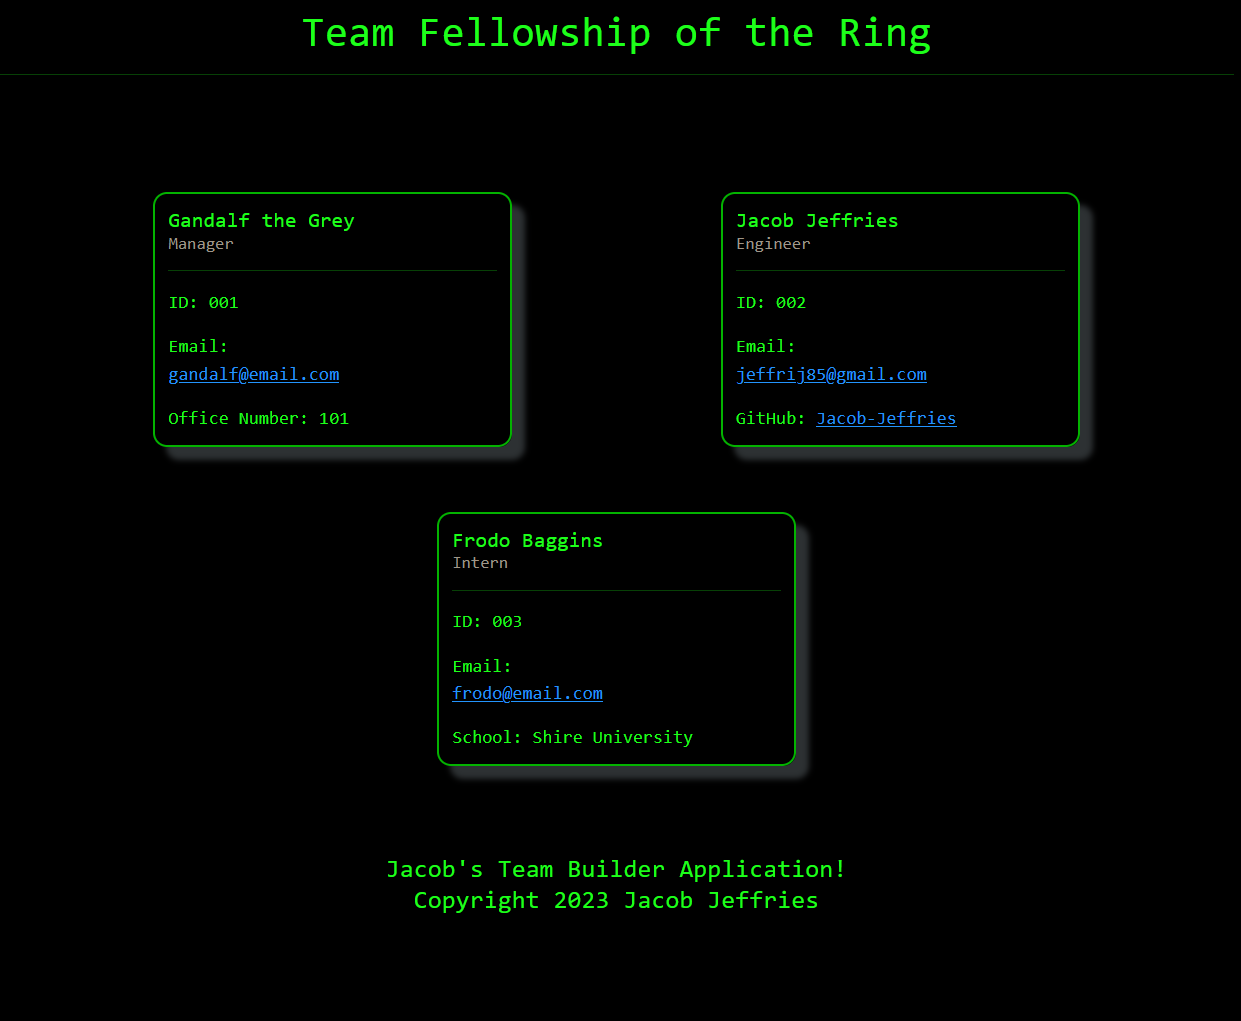 Team Fellowship of the Ring
Gandalf the Grey
Manager
ID: 001
Email:
gandalf@email.com
Office Number: 101
Jacob Jeffries
Engineer
ID: 002
Email:
jeffrij85@gmail.com
GitHub: Jacob-Jeffries
Frodo Baggins
Intern
ID: 003
Email:
frodo@email.com
School: Shire University
Jacob's Team Builder Application!
Copyright 2023 Jacob Jeffries